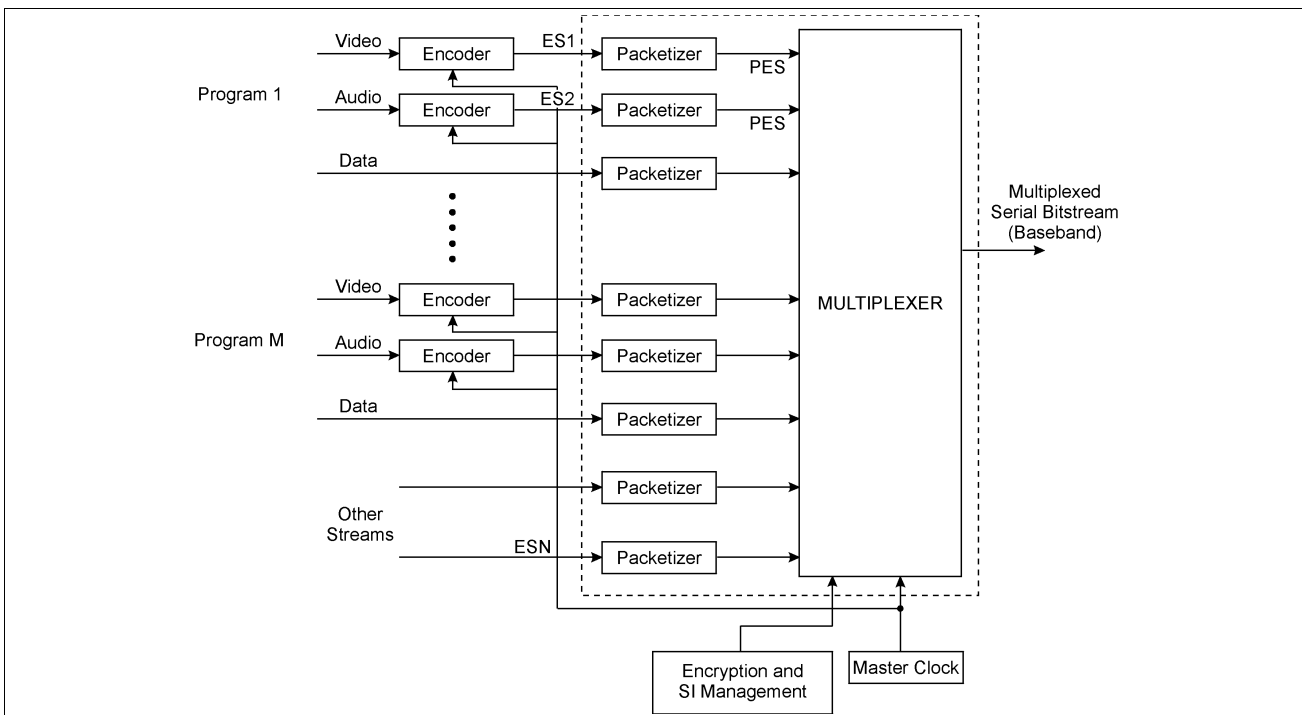 Video
Encoder
ES1
Packetizer
PES
Program 1
Audio
Encoder
ES2
Packetizer
PES
Data
Packetizer
Multiplexed
Serial Bitstream
(Baseband)
Video
Encoder
Packetizer
MULTIPLEXER
Program M
Audio
Encoder
Packetizer
Data
Packetizer
Packetizer
Other
Streams
ESN
Packetizer
Encryption and
SI Management
Master Clock